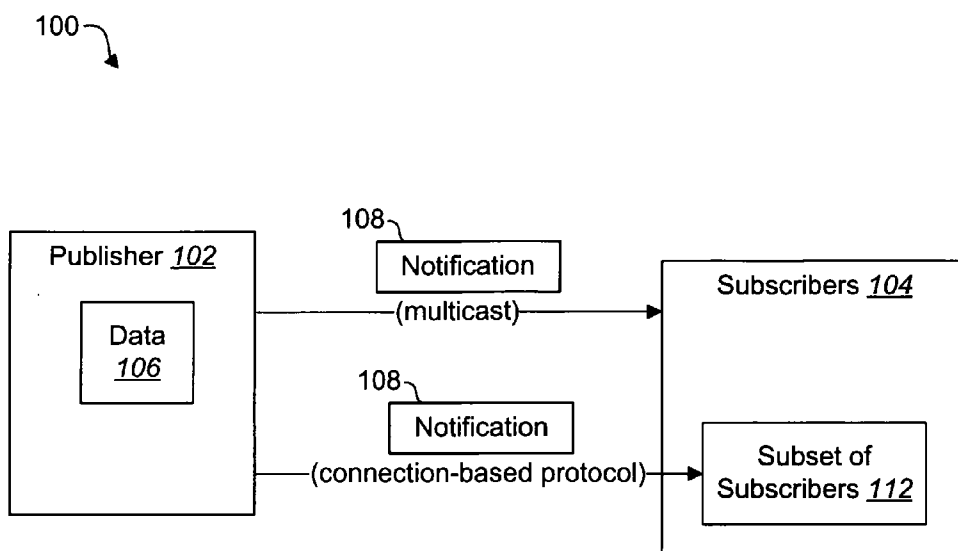 100
Publisher 102
Data
106
108
Notification
(multicast)
108
Notification
(connection-based protocol)
Subscribers 104
Subset of
Subscribers 112